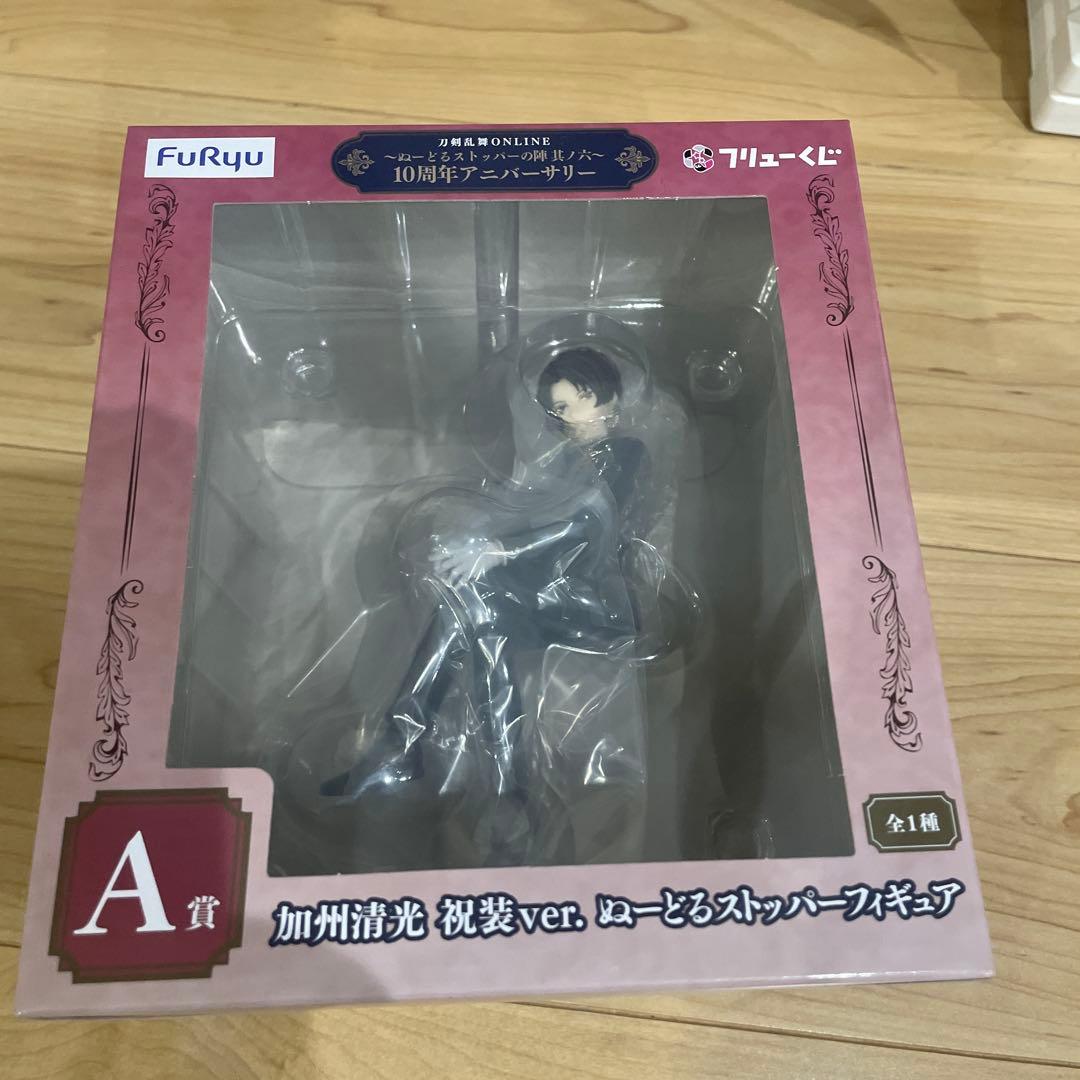 FuRyu
刀剣乱舞ONLINE
～ぬーどるストッパーの陣 其ノ六～
10周年アニバーサリー
フリューくじ
全1種
A賞
加州清光 祝装ver. ぬーどるストッパーフィギュア